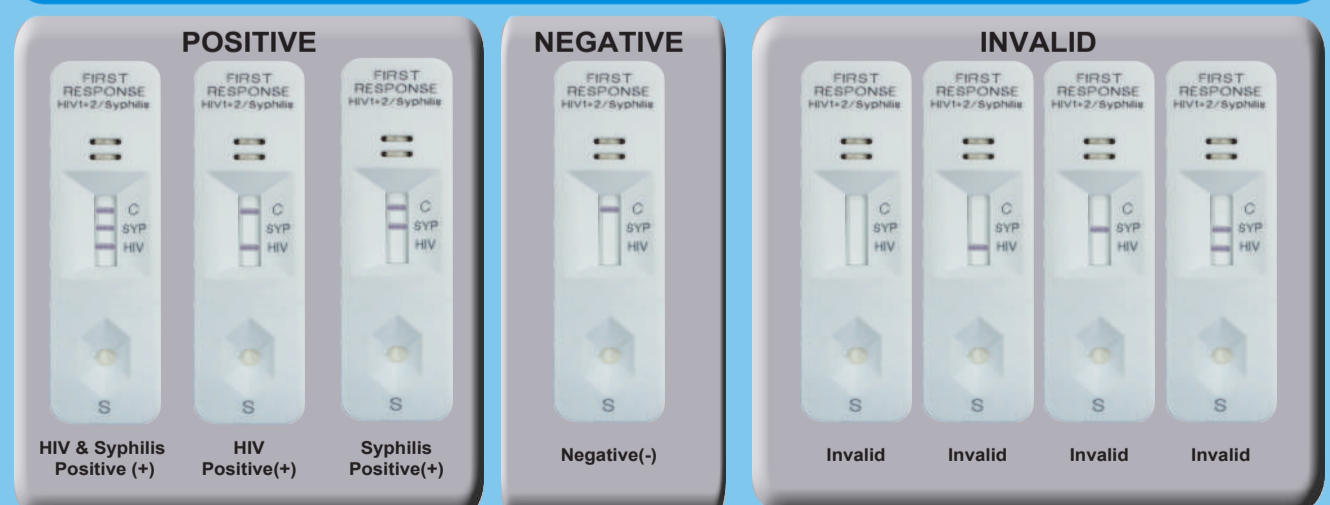 POSITIVE
FIRST
RESPONSE
HIV1+2/Syphilis
C
SYP
HIV
S
HIV & Syphilis
Positive (+)
FIRST
RESPONSE
HIV1+2/Syphilis
C
SYP
HIV
S
HIV
Positive(+)
FIRST
RESPONSE
HIV1+2/Syphilis
C
SYP
HIV
S
Syphilis
Positive(+)
NEGATIVE
FIRST
RESPONSE
HIV1+2/Syphilis
C
SYP
HIV
S
Negative(-)
INVALID
FIRST
RESPONSE
HIV1+2/Syphilis
C
SYP
HIV
S
Invalid
FIRST
RESPONSE
HIV1+2/Syphilis
C
SYP
HIV
S
Invalid
FIRST
RESPONSE
HIV1+2/Syphilis
C
SYP
HIV
S
Invalid
FIRST
RESPONSE
HIV1+2/Syphilis
C
SYP
HIV
S
Invalid